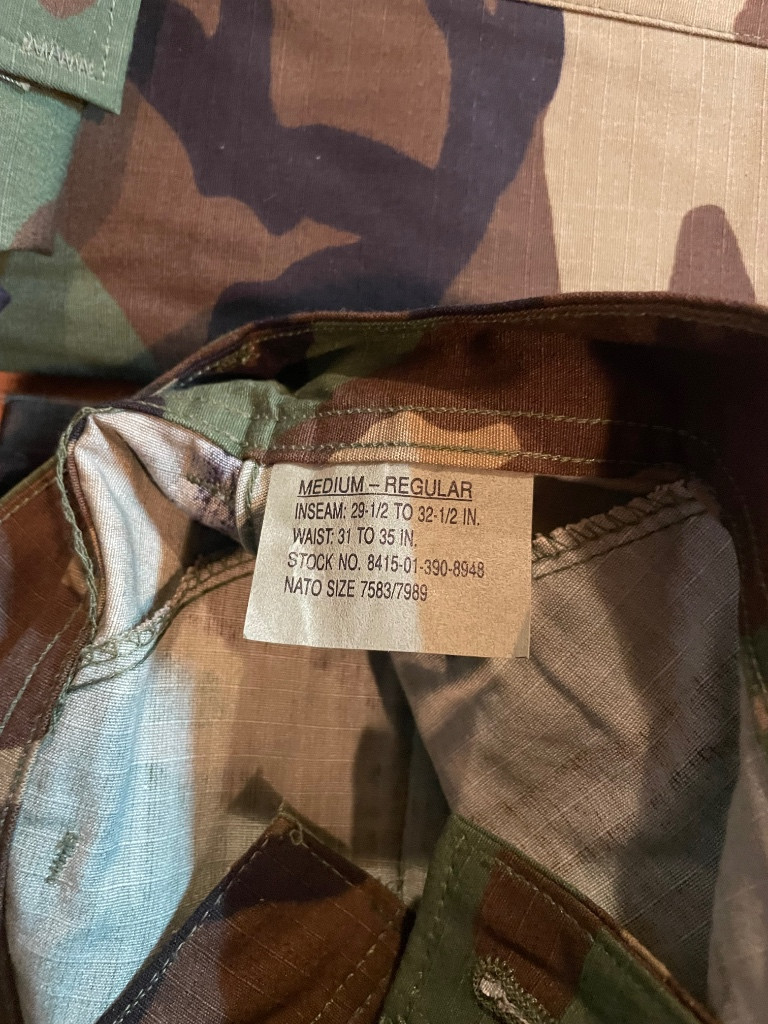 MEDIUM - REGULAR
INSEAM: 29-1/2 TO 32-1/2 IN.
WAIST: 31 TO 35 IN.
STOCK NO. 8415-01-390-8948
NATO SIZE 7583/7989